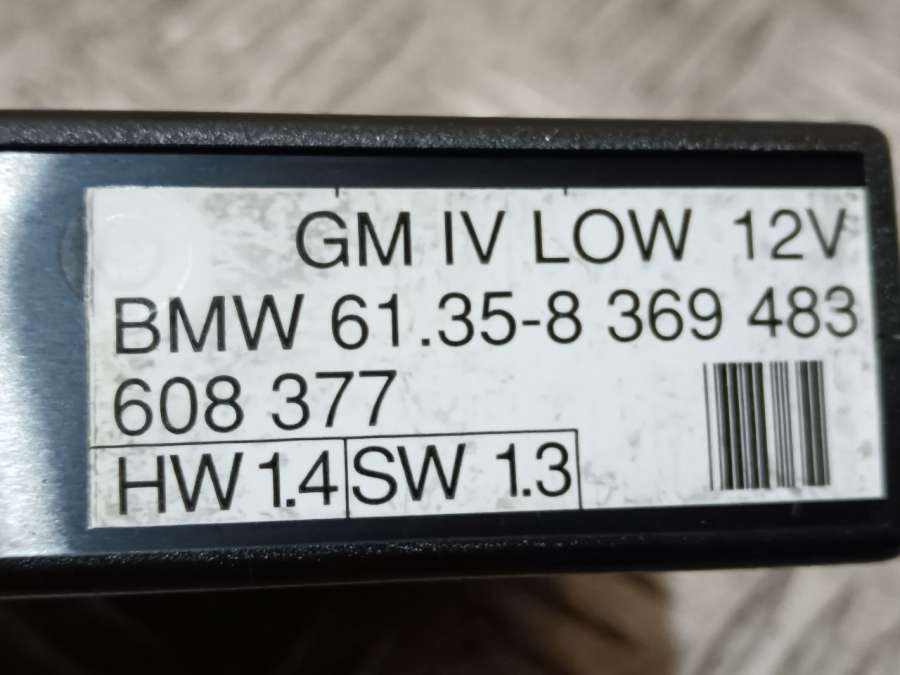 GM IV LOW 12V
BMW 61.35-8 369 483
608 377
HW 1.4 SW 1.3